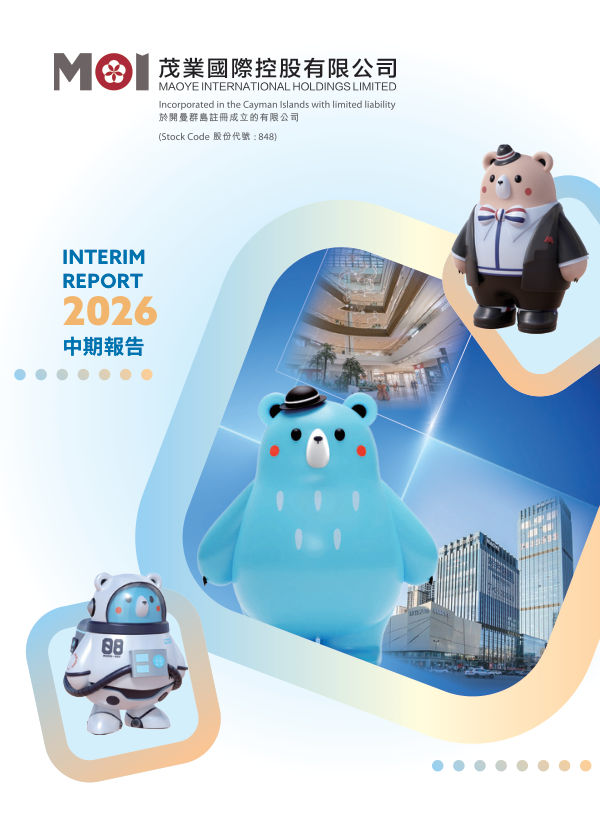 MOI
茂業國際控股有限公司
MAOYE INTERNATIONAL HOLDINGS LIMITED
Incorporated in the Cayman Islands with limited liability
於開曼群島註冊成立的有限公司
(Stock Code 股份代號 : 848)
INTERIM
REPORT
2026
中期報告
08